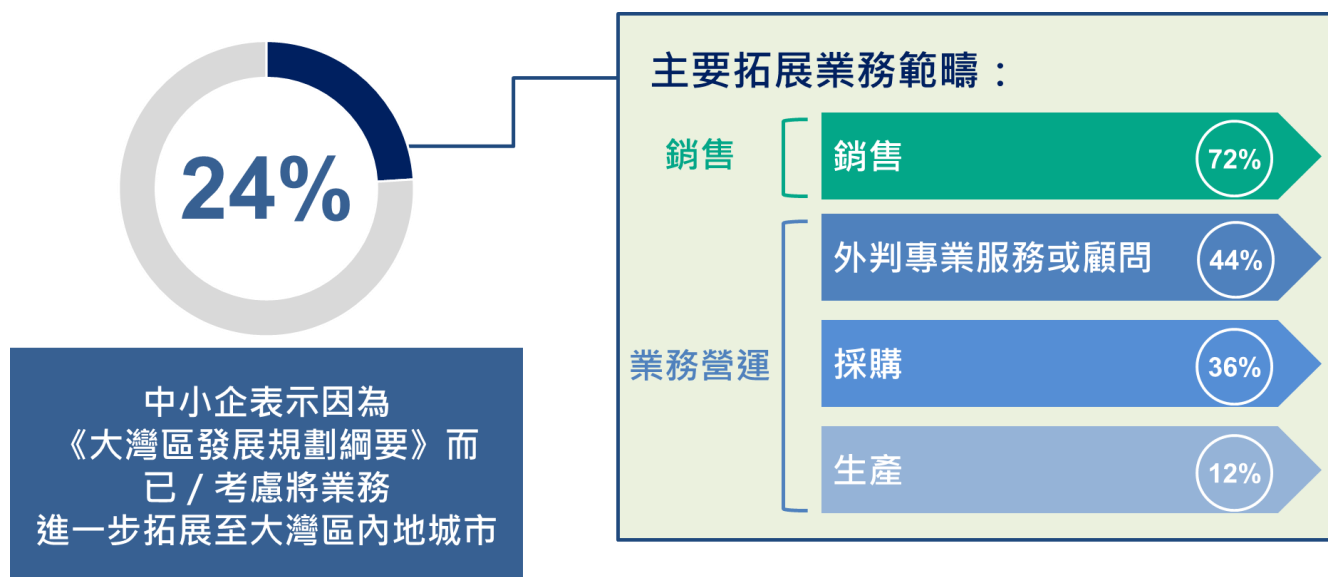 24%
中小企表示因為
《大灣區發展規劃綱要》而
已 / 考慮將業務
進一步拓展至大灣區內地城市
主要拓展業務範疇：
銷售
銷售 72%
業務營運
外判專業服務或顧問 44%
採購 36%
生產 12%